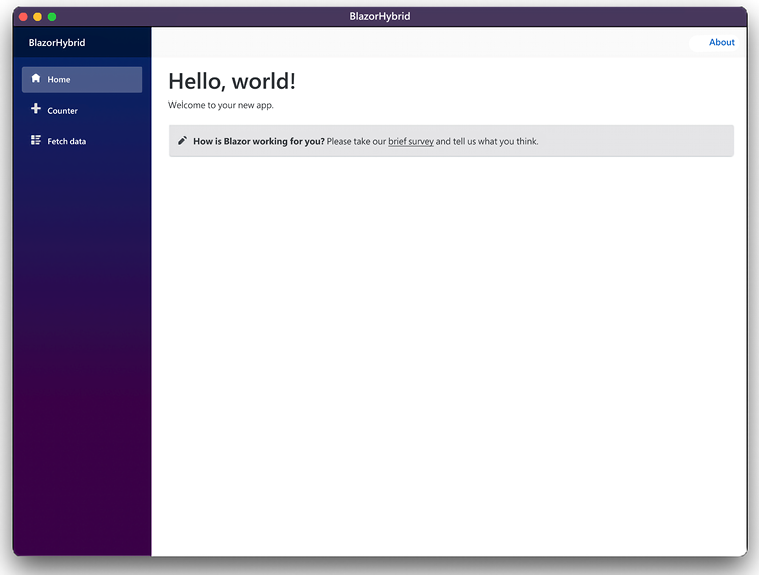 BlazorHybrid
BlazorHybrid
About
Home
Counter
Fetch data
Hello, world!
Welcome to your new app.
How is Blazor working for you? Please take our brief survey and tell us what you think.